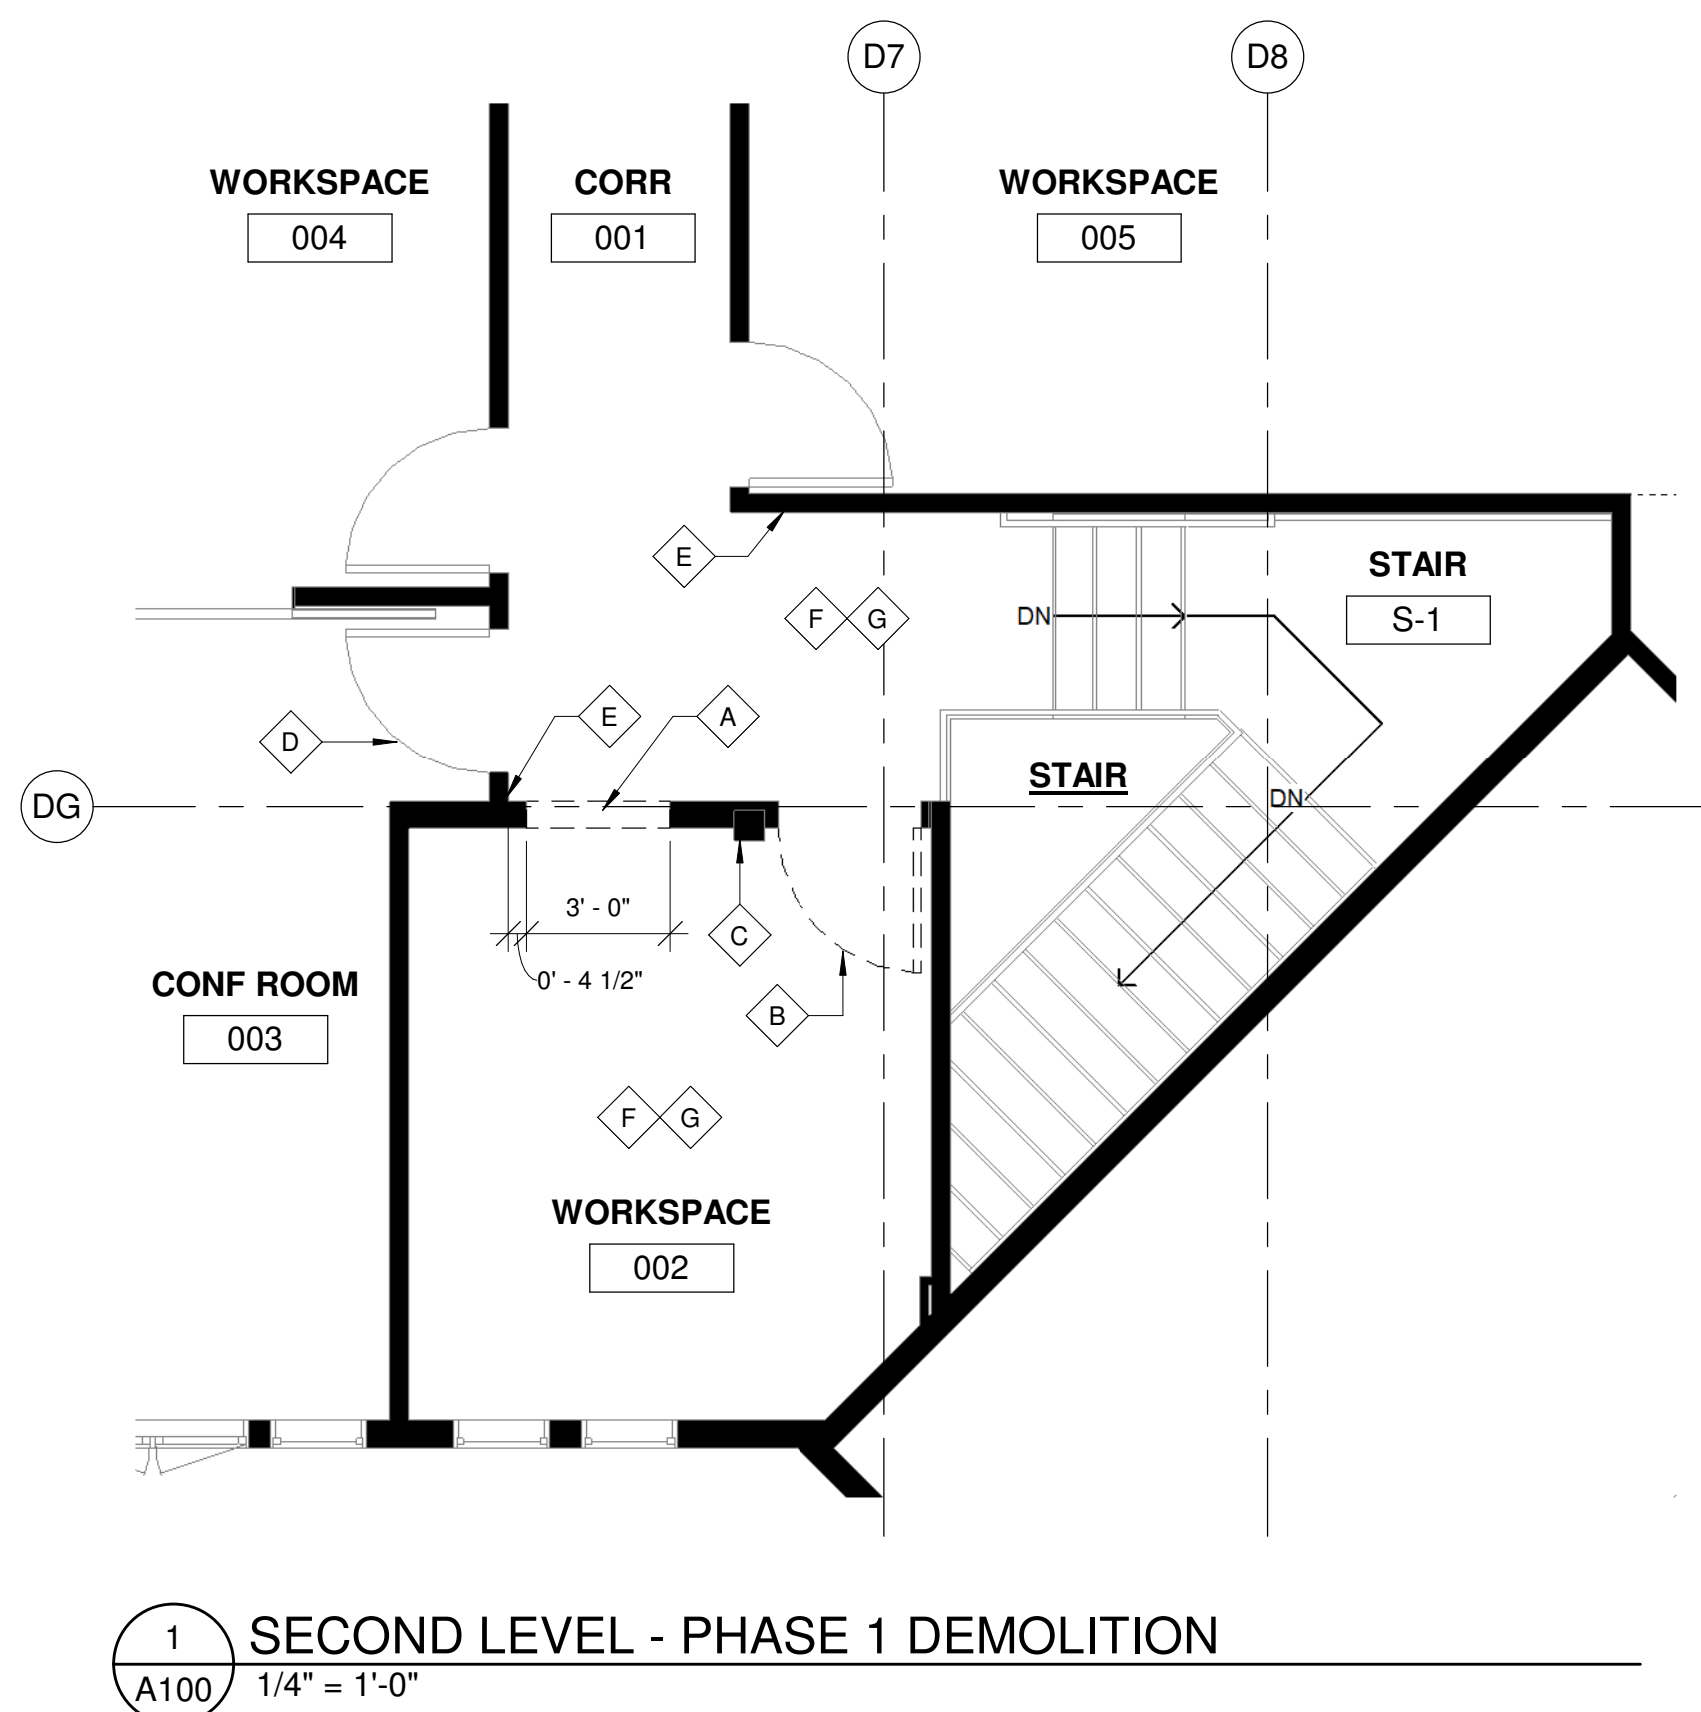 D7
D8
WORKSPACE
004
CORR
001
WORKSPACE
005
E
F
G
DN
STAIR
S-1
D
E
A
STAIR
DN
DG
3' - 0"
C
0' - 4 1/2"
B
CONF ROOM
003
F
G
WORKSPACE
002
1
A100
SECOND LEVEL - PHASE 1 DEMOLITION
1/4" = 1'-0"